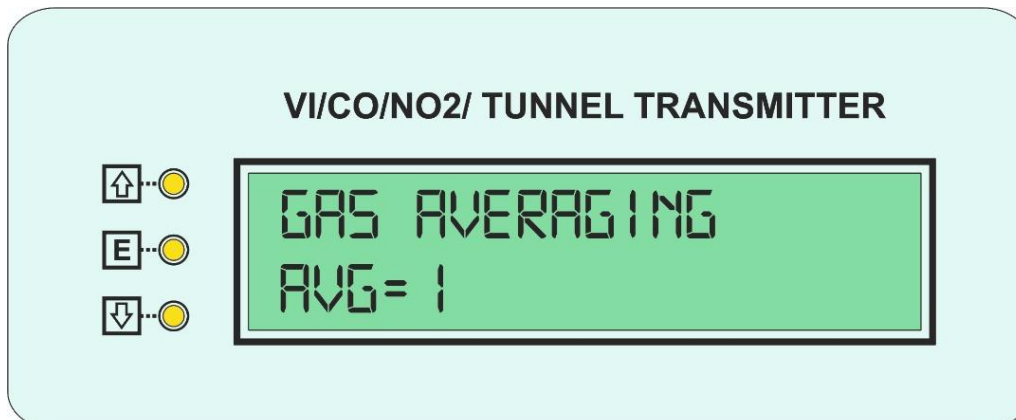 VI/CO/NO2/ TUNNEL TRANSMITTER
GAS AVERAGING
E
AVG= 1